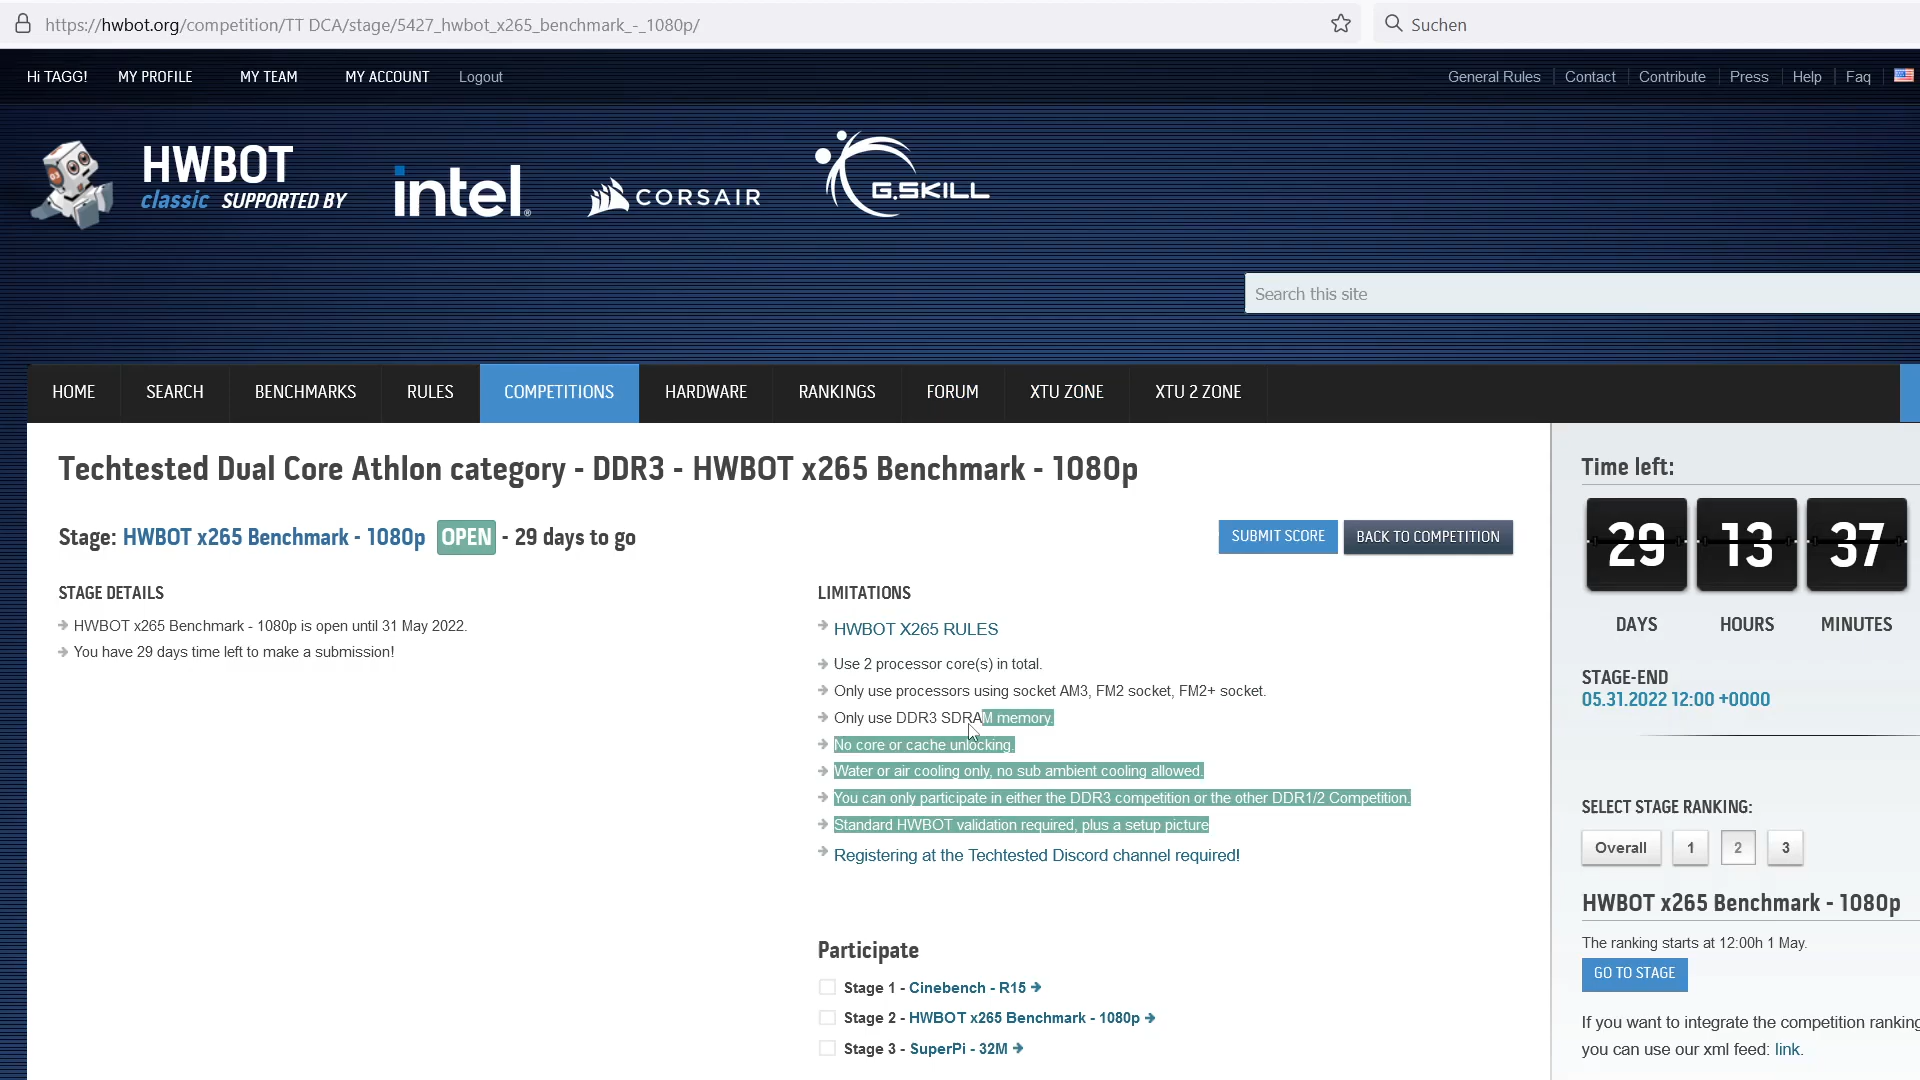 https://hwbot.org/competition/TT DCA/stage/5427_hwbot_x265_benchmark_-_1080p/
Suchen
Hi TAGG!
MY PROFILE
MY TEAM
MY ACCOUNT
Logout
General Rules
Contact
Contribute
Press
Help
Faq
HWBOT
classic SUPPORTED BY
intel.
CORSAIR
G.SKILL
Search this site
HOME
SEARCH
BENCHMARKS
RULES
COMPETITIONS
HARDWARE
RANKINGS
FORUM
XTU ZONE
XTU 2 ZONE
Techtested Dual Core Athlon category - DDR3 - HWBOT x265 Benchmark - 1080p
Stage: HWBOT x265 Benchmark - 1080p OPEN - 29 days to go
SUBMIT SCORE
BACK TO COMPETITION
STAGE DETAILS
HWBOT x265 Benchmark - 1080p is open until 31 May 2022.
You have 29 days time left to make a submission!
LIMITATIONS
HWBOT X265 RULES
Use 2 processor core(s) in total.
Only use processors using socket AM3, FM2 socket, FM2+ socket.
Only use DDR3 SDRAM memory.
No core or cache unlocking.
Water or air cooling only, no sub ambient cooling allowed.
You can only participate in either the DDR3 competition or the other DDR1/2 Competition.
Standard HWBOT validation required, plus a setup picture
Registering at the Techtested Discord channel required!
Participate
Stage 1 - Cinebench - R15
Stage 2 - HWBOT x265 Benchmark - 1080p
Stage 3 - SuperPi - 32M
Time left:
29 13 37
DAYS HOURS MINUTES
STAGE-END
05.31.2022 12:00 +0000
SELECT STAGE RANKING:
Overall 1 2 3
HWBOT x265 Benchmark - 1080p
The ranking starts at 12:00h 1 May.
GO TO STAGE
If you want to integrate the competition ranking
you can use our xml feed: link.